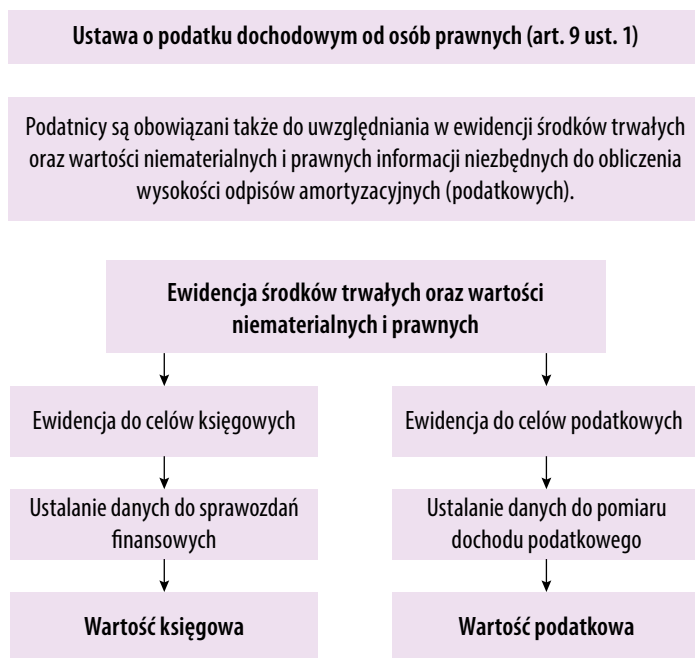 Ustawa o podatku dochodowym od osób prawnych (art. 9 ust. 1)
Podatnicy są obowiązani także do uwzględniania w ewidencji środków trwałych
oraz wartości niematerialnych i prawnych informacji niezbędnych do obliczenia
wysokości odpisów amortyzacyjnych (podatkowych).
Ewidencja środków trwałych oraz wartości
niematerialnych i prawnych
Ewidencja do celów księgowych
Ewidencja do celów podatkowych
Ustalanie danych do sprawozdań
finansowych
Ustalanie danych do pomiaru
dochodu podatkowego
Wartość księgowa
Wartość podatkowa